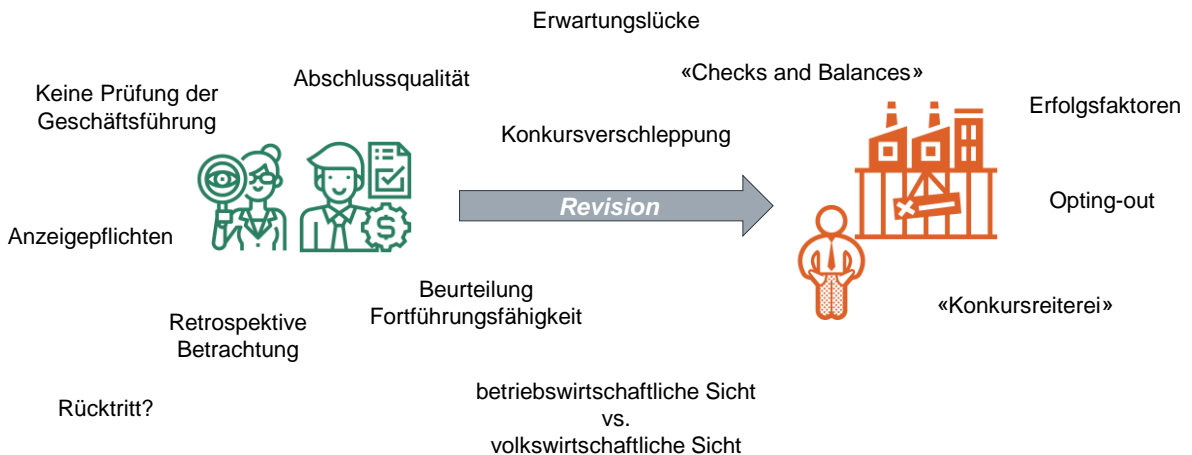 Erwartungslücke
«Checks and Balances»
Abschlussqualität
Keine Prüfung der
Geschäftsführung
Erfolgsfaktoren
Konkursverschleppung
Revision
Opting-out
Anzeigepflichten
Beurteilung
Fortführungsfähigkeit
«Konkursreiterei»
Retrospektive
Betrachtung
Rücktritt?
betriebswirtschaftliche Sicht
vs.
volkswirtschaftliche Sicht